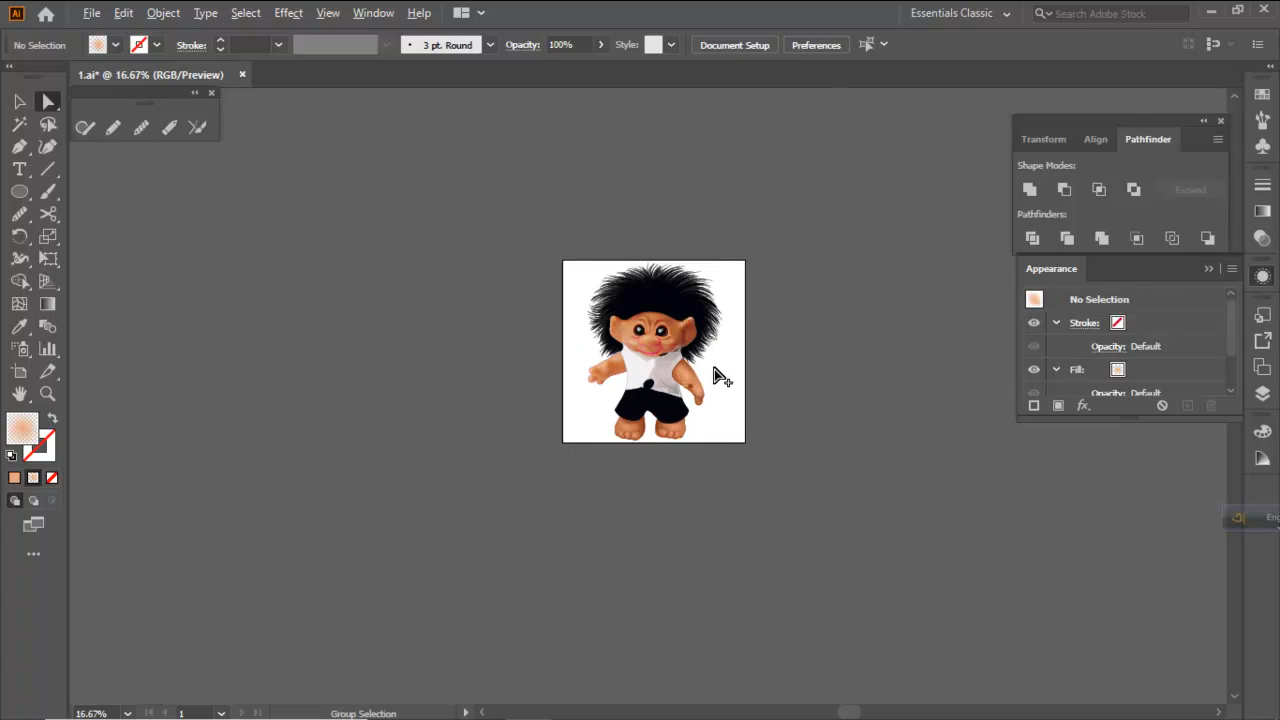 Ai File Edit Object Type Select Effect View Window Help Essentials Classic Search Adobe Stock
No Selection Stroke: 3 pt. Round Opacity: 100% Style: Document Setup Preferences
1.ai* @ 16.67% (RGB/Preview)
Transform Align Pathfinder
Shape Modes:
Expand
Pathfinders:
Appearance
No Selection
Stroke:
Opacity: Default
Fill:
Opacity: Default
fx.
16.67% 1 Group Selection